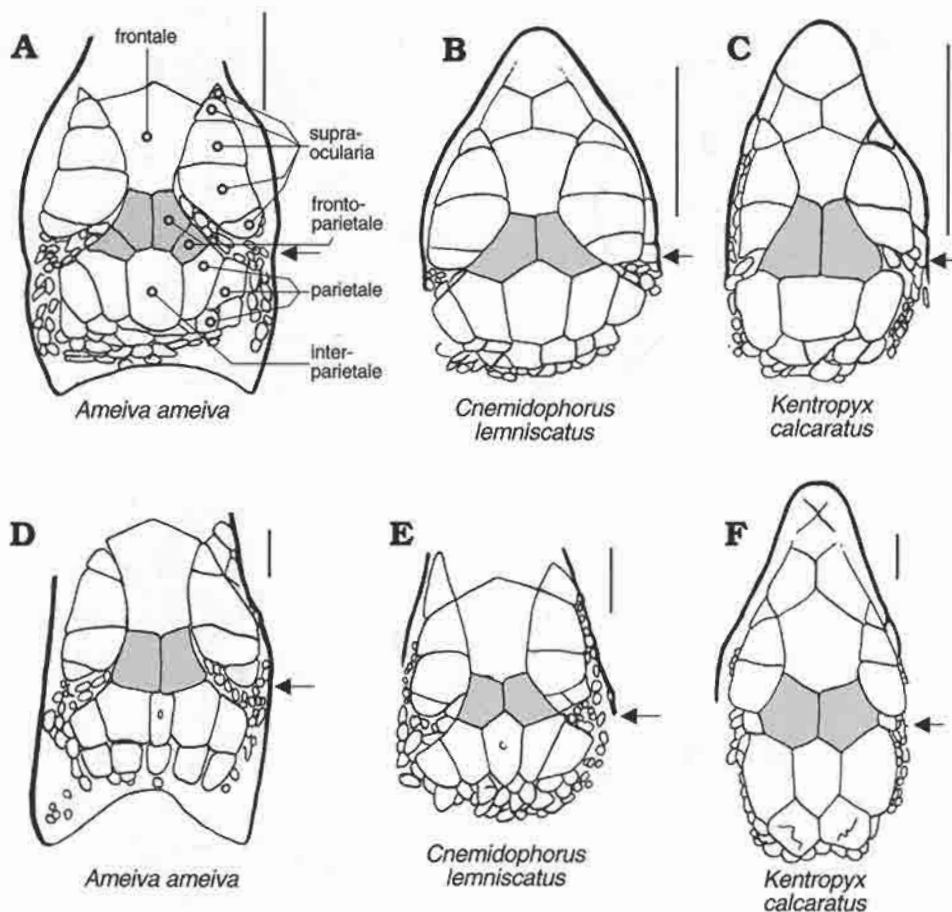 A
frontale
supra-
ocularia
fronto-
parietale
parietale
inter-
parietale
Ameiva ameiva
B
Cnemidophorus
lemniscatus
C
Kentropyx
calcaratus
D
Ameiva ameiva
E
Cnemidophorus
lemniscatus
F
Kentropyx
calcaratus